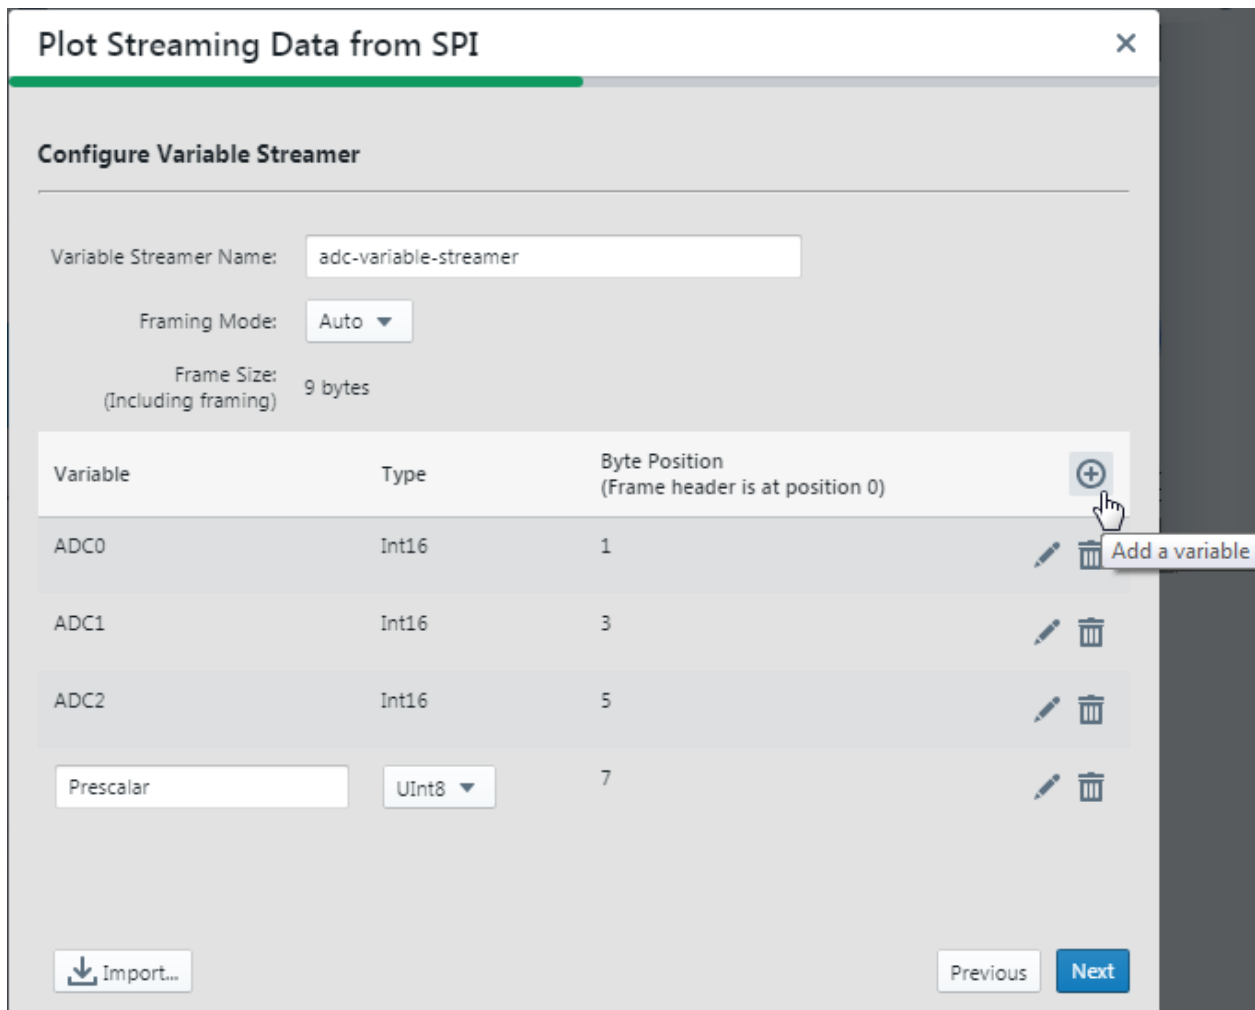 Plot Streaming Data from SPI
Configure Variable Streamer
Variable Streamer Name: adc-variable-streamer
Framing Mode: Auto
Frame Size:
(Including framing)
9 bytes
Variable Type Byte Position
(Frame header is at position 0)
Add a variable
ADC0 Int16 1
ADC1 Int16 3
ADC2 Int16 5
Prescalar UInt8 7
Import...
Previous Next